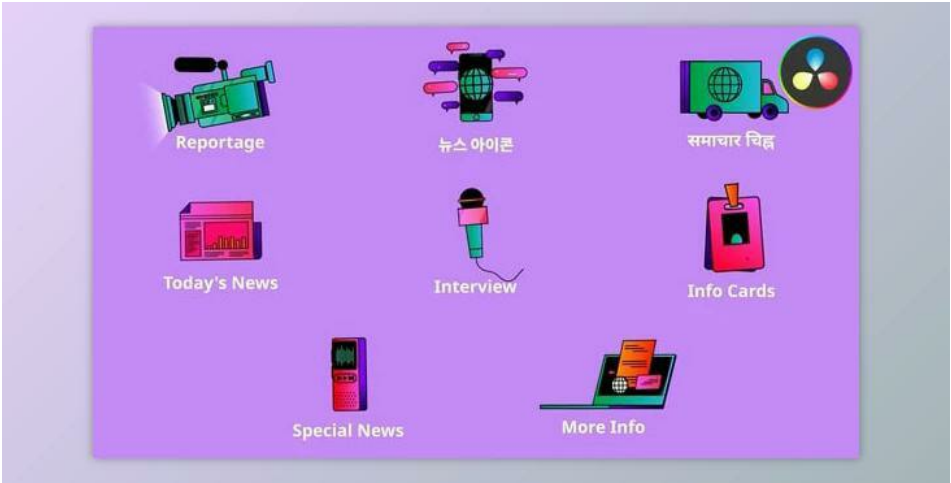 Reportage
뉴스 아이콘
समाचार चिह्न
Today's News
Interview
Info Cards
Special News
More Info